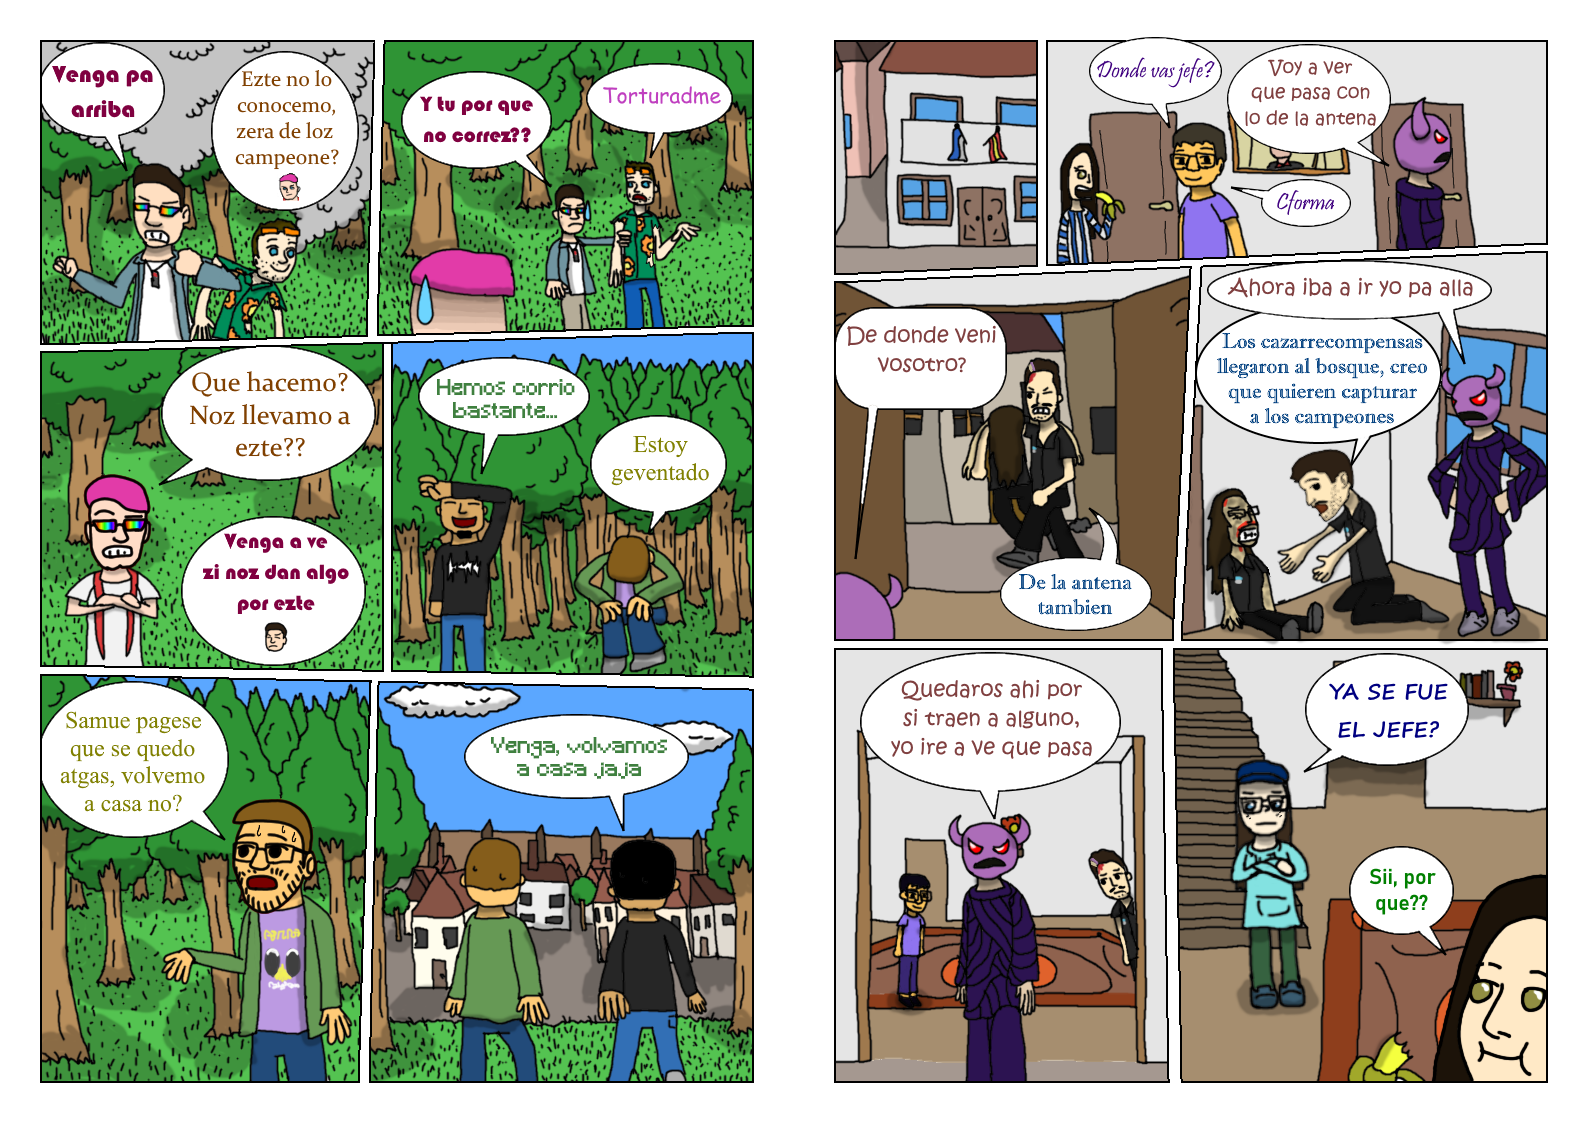 Venga pa
arriba
Ezte no lo
conocemo,
zera de loz
campeone?
Y tu por que
no correz??
Torturadme
Que hacemo?
Noz llevamo a
ezte??
Venga a ve
zi noz dan algo
por ezte
Hemos corrio
bastante...
Estoy
geventado
Samue pagese
que se quedo
atgas, volvemo
a casa no?
Venga, volvamos
a casa jaja
Donde vas jefe?
Voy a ver
que pasa con
lo de la antena
Cforma
De donde veni
vosotro?
De la antena
tambien
Ahora iba a ir yo pa alla
Los cazarrecompensas
llegaron al bosque, creo
que quieren capturar
a los campeones
Quedaros ahi por
si traen a alguno,
yo ire a ve que pasa
YA SE FUE
EL JEFE?
Sii, por
que??